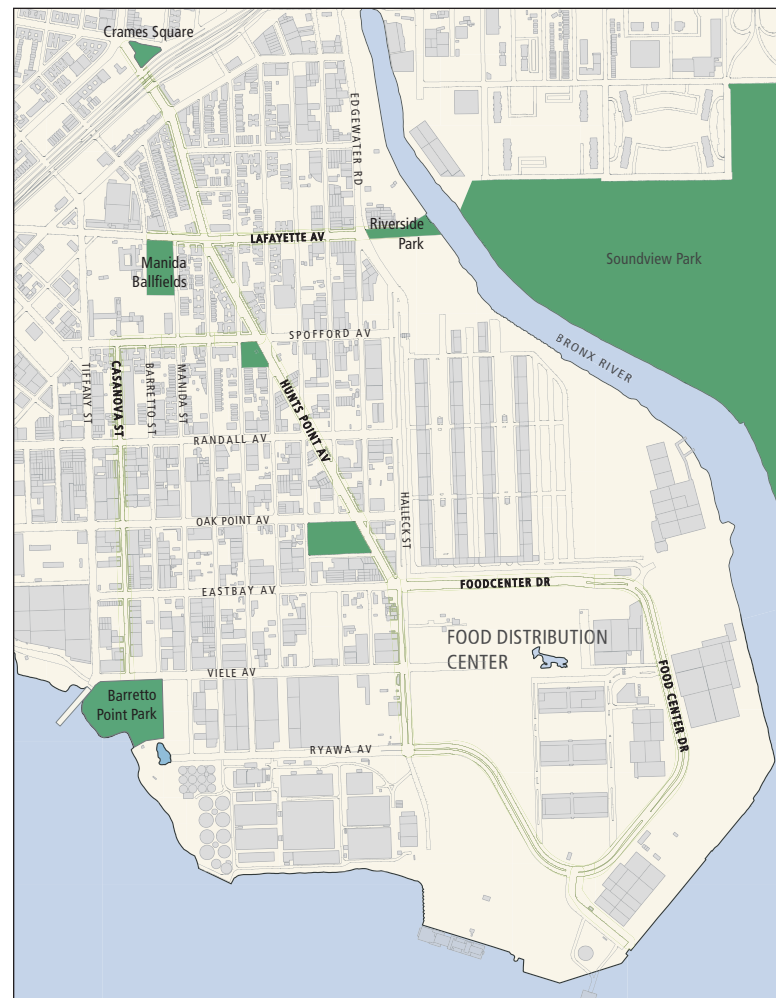 Crames Square
EDGEWATER RD
Riverside
Park
LAFAYETTE AV
Manida
Ballfields
Soundview Park
SPOFFORD AV
BRONX RIVER
TIFFANY ST
CASANOVA ST
BARRETTO ST
MANIDA ST
HUNTS POINT AV
RANDALL AV
HALLECK ST
OAK POINT AV
FOODCENTER DR
EASTBAY AV
FOOD DISTRIBUTION
CENTER
VIELE AV
FOOD CENTER DR
Barretto
Point Park
RYAWA AV